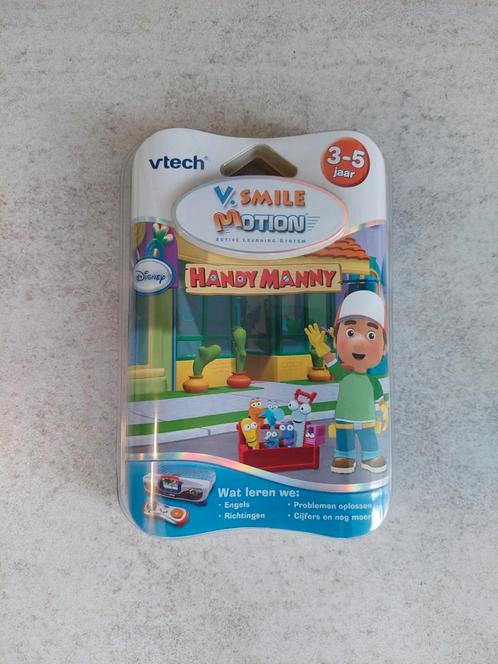 vtech
3-5
jaar
V.SMILE
MOTION
ACTIVE LEARNING SYSTEM
Disney
HANDY MANNY
Wat leren we:
• Engels
• Richtingen
• Problemen oplossen
• Cijfers en nog meer